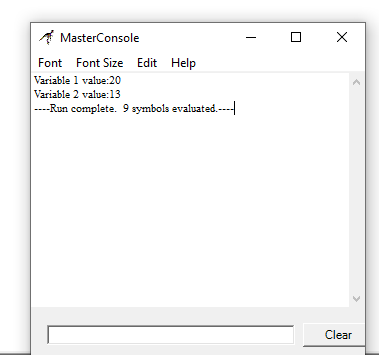 MasterConsole
Font Font Size Edit Help
Variable 1 value:20
Variable 2 value:13
----Run complete.  9 symbols evaluated.----
Clear